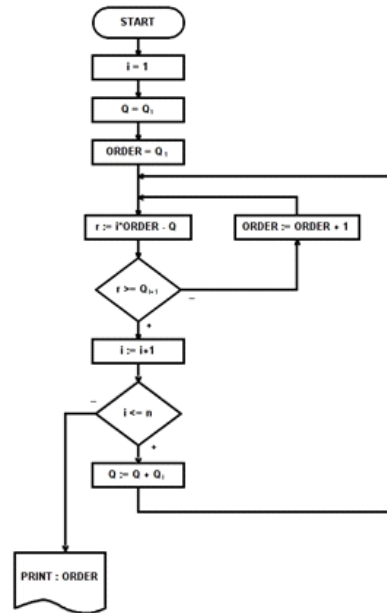 START
i = 1
Q = Q₁
ORDER = Q₁
r := i*ORDER - Q
ORDER := ORDER + 1
r >= Qᵢ₊₁
–
+
i := i+1
–
i <= n
+
Q := Q + Qᵢ
PRINT : ORDER